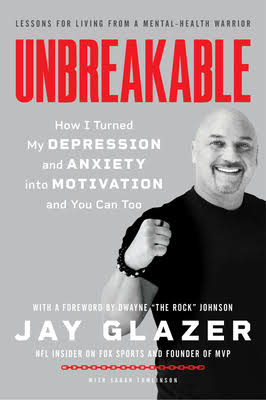 LESSONS FOR LIVING FROM A MENTAL-HEALTH WARRIOR
UNBREAKABLE
How I Turned
My DEPRESSION
and ANXIETY
into MOTIVATION
and You Can Too
WITH A FOREWORD BY DWAYNE "THE ROCK" JOHNSON
JAY GLAZER
NFL INSIDER ON FOX SPORTS AND FOUNDER OF MVP
WITH SARAH TOMLINSON